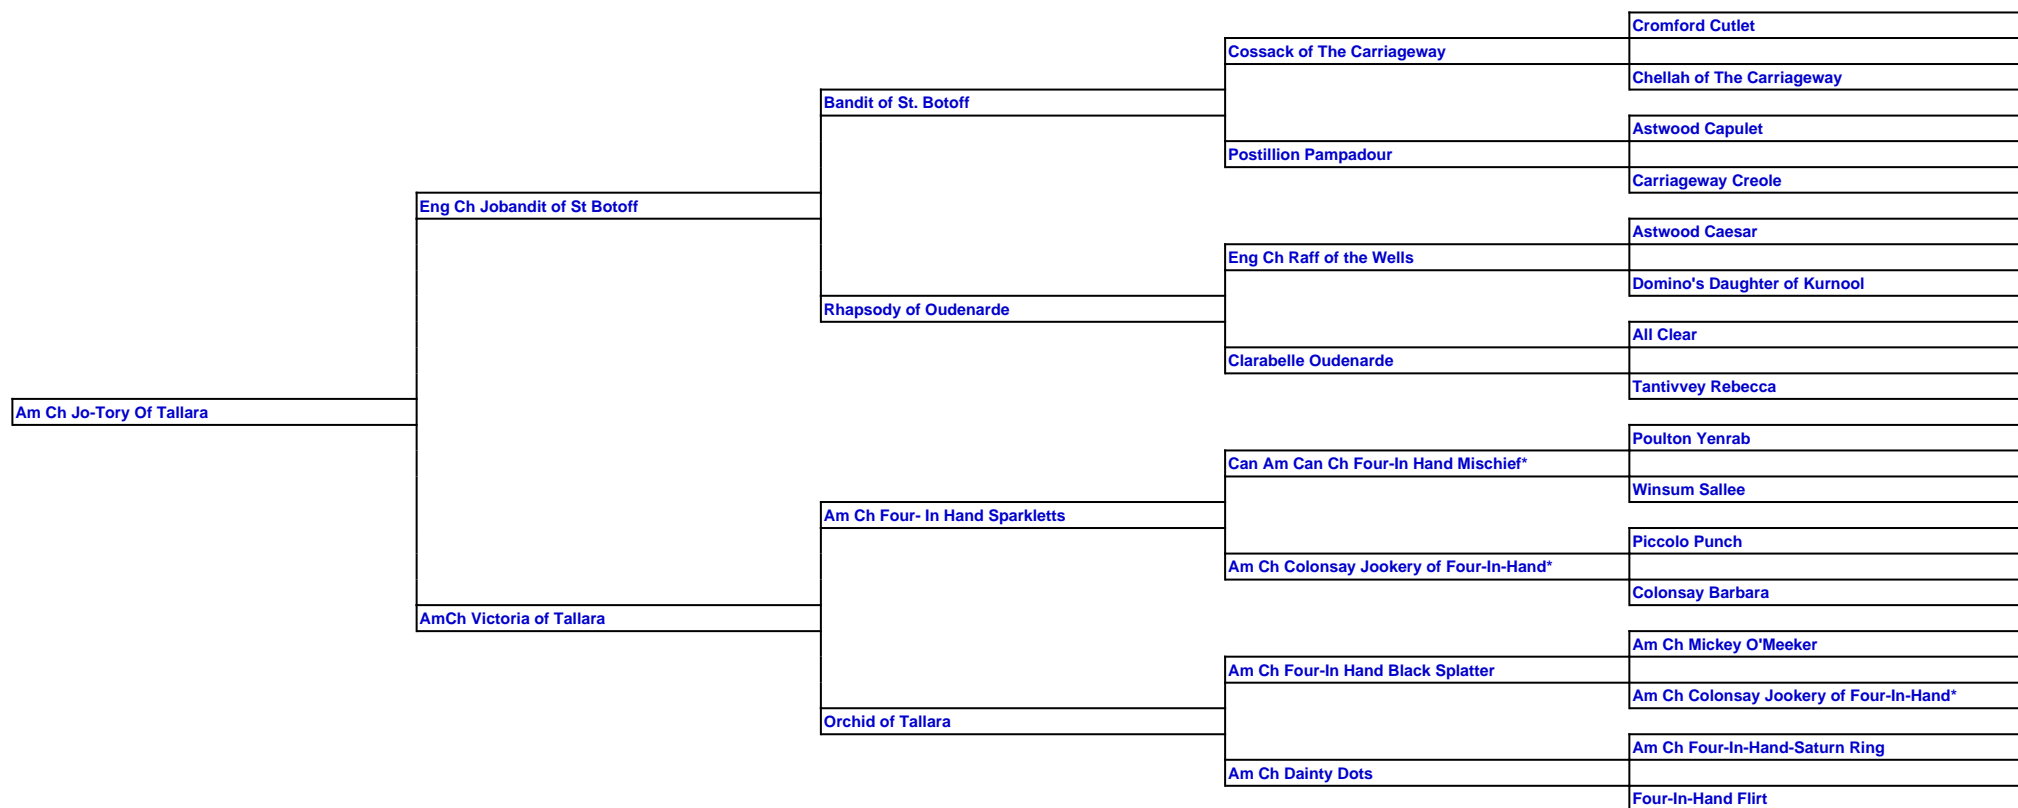 Cromford Cutlet
Cossack of The Carriageway
Chellah of The Carriageway
Bandit of St. Botoff
Astwood Capulet
Postillion Pampadour
Carriageway Creole
Eng Ch Jobandit of St Botoff
Astwood Caesar
Eng Ch Raff of the Wells
Domino's Daughter of Kurnool
Rhapsody of Oudenarde
All Clear
Clarabelle Oudenarde
Tantivvey Rebecca
Am Ch Jo-Tory Of Tallara
Poulton Yenrab
Can Am Can Ch Four-In Hand Mischief*
Winsum Sallee
Am Ch Four- In Hand Sparkletts
Piccolo Punch
Am Ch Colonsay Jookery of Four-In-Hand*
Colonsay Barbara
AmCh Victoria of Tallara
Am Ch Mickey O'Meeker
Am Ch Four-In Hand Black Splatter
Am Ch Colonsay Jookery of Four-In-Hand*
Orchid of Tallara
Am Ch Four-In-Hand-Saturn Ring
Am Ch Dainty Dots
Four-In-Hand Flirt